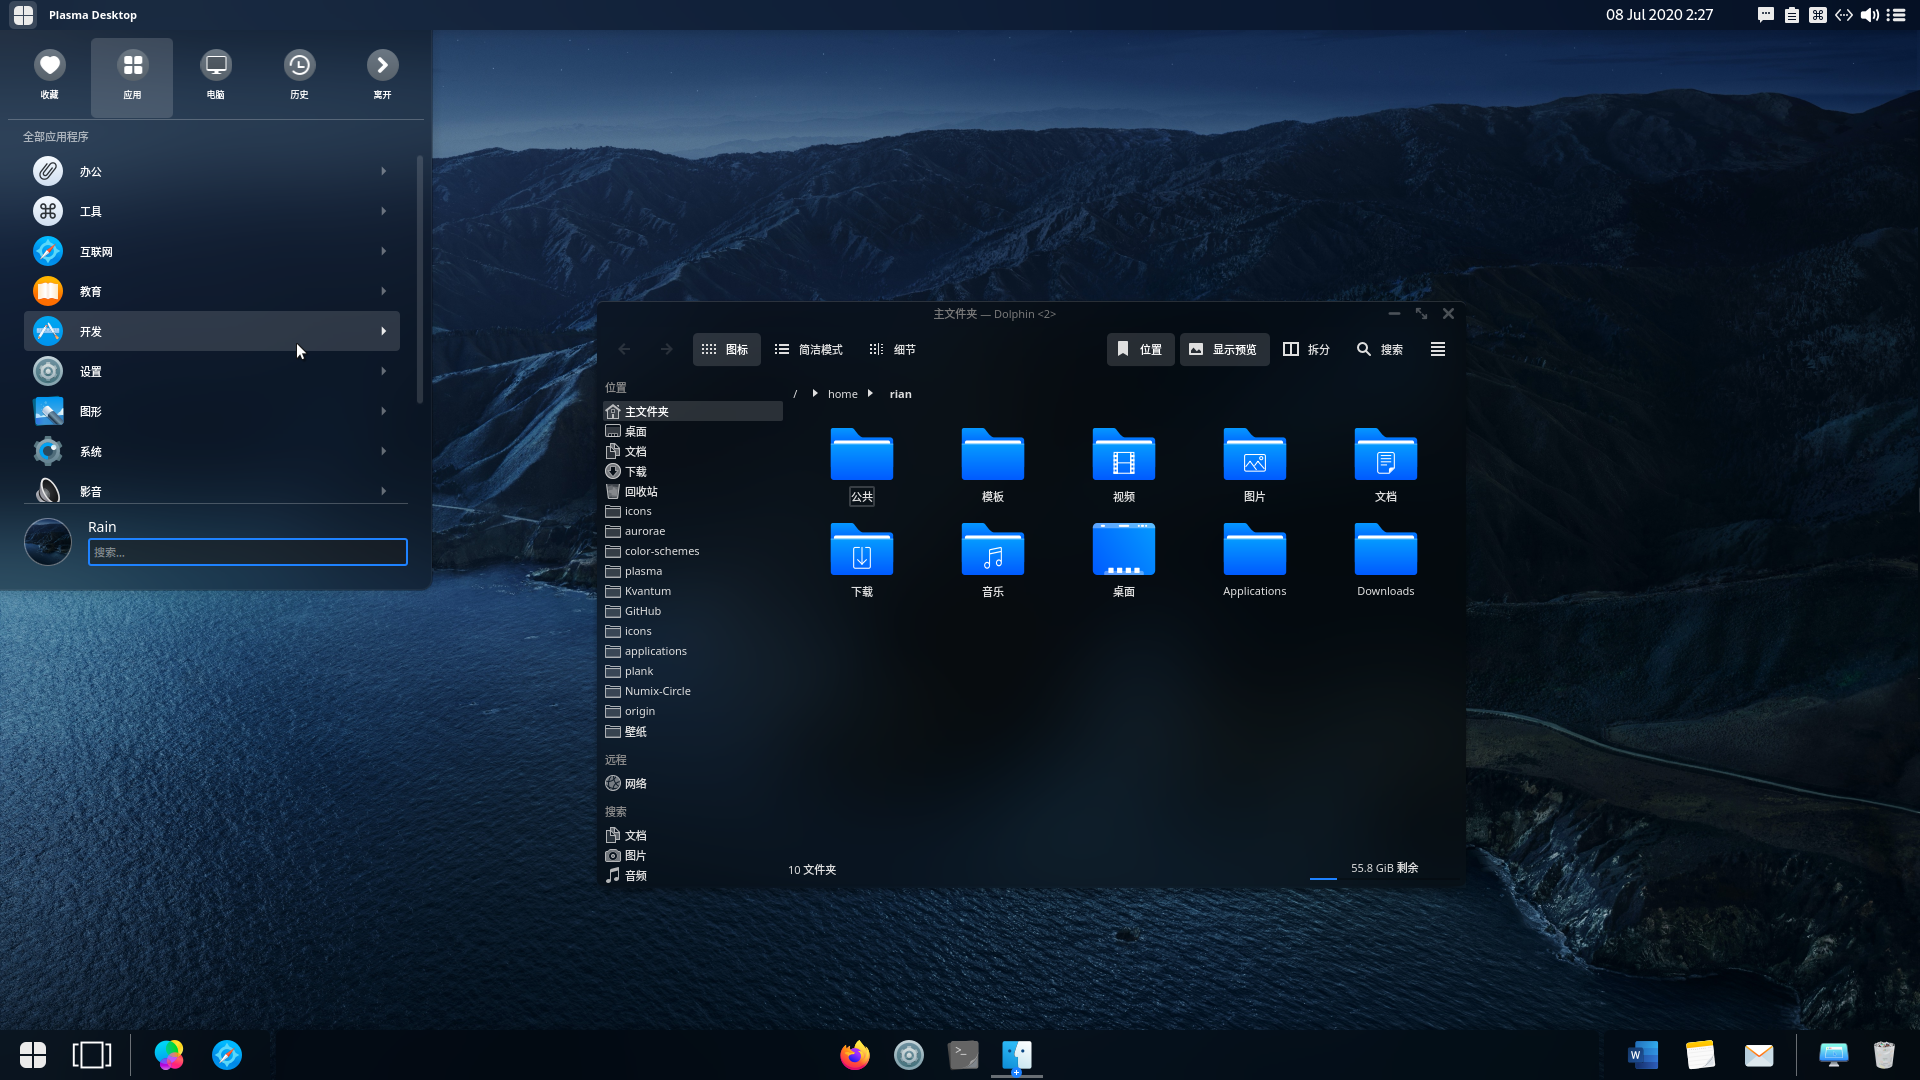 Plasma Desktop
08 Jul 2020 2:27
收藏
应用
电脑
历史
离开
全部应用程序
办公
工具
互联网
教育
开发
设置
图形
系统
影音
Rain
搜索...
主文件夹 — Dolphin <2>
图标
简洁模式
细节
位置
显示预览
拆分
搜索
位置
主文件夹
桌面
文档
下载
回收站
icons
aurorae
color-schemes
plasma
Kvantum
GitHub
icons
applications
plank
Numix-Circle
origin
壁纸
远程
网络
搜索
文档
图片
音频
/ home rian
公共
模板
视频
图片
文档
下载
音乐
桌面
Applications
Downloads
10 文件夹
55.8 GiB 剩余
>_
W